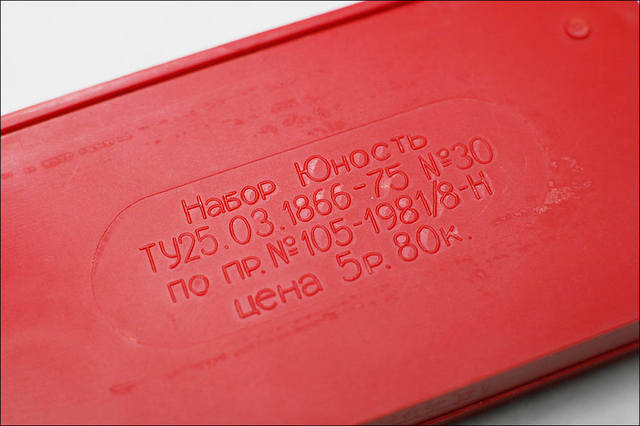 Набор Юность
ТУ25.03.1866-75 №30
по пр.№105-1981/8-Н
цена 5р.80к.